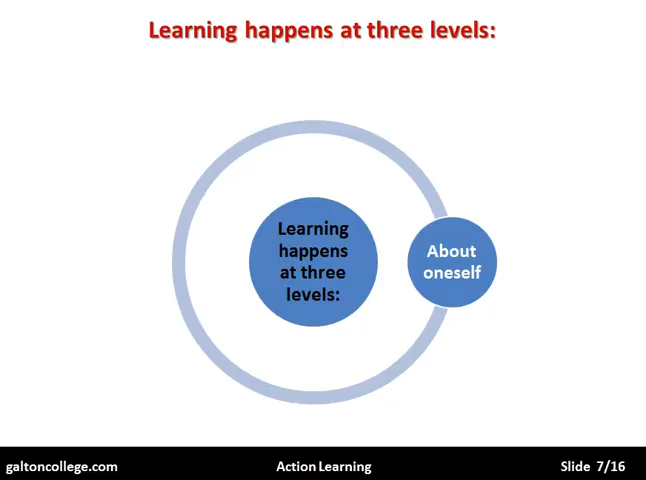 Learning happens at three levels:
Learning
happens
at three
levels:
About
oneself
galtoncollege.com
Action Learning
Slide 7/16